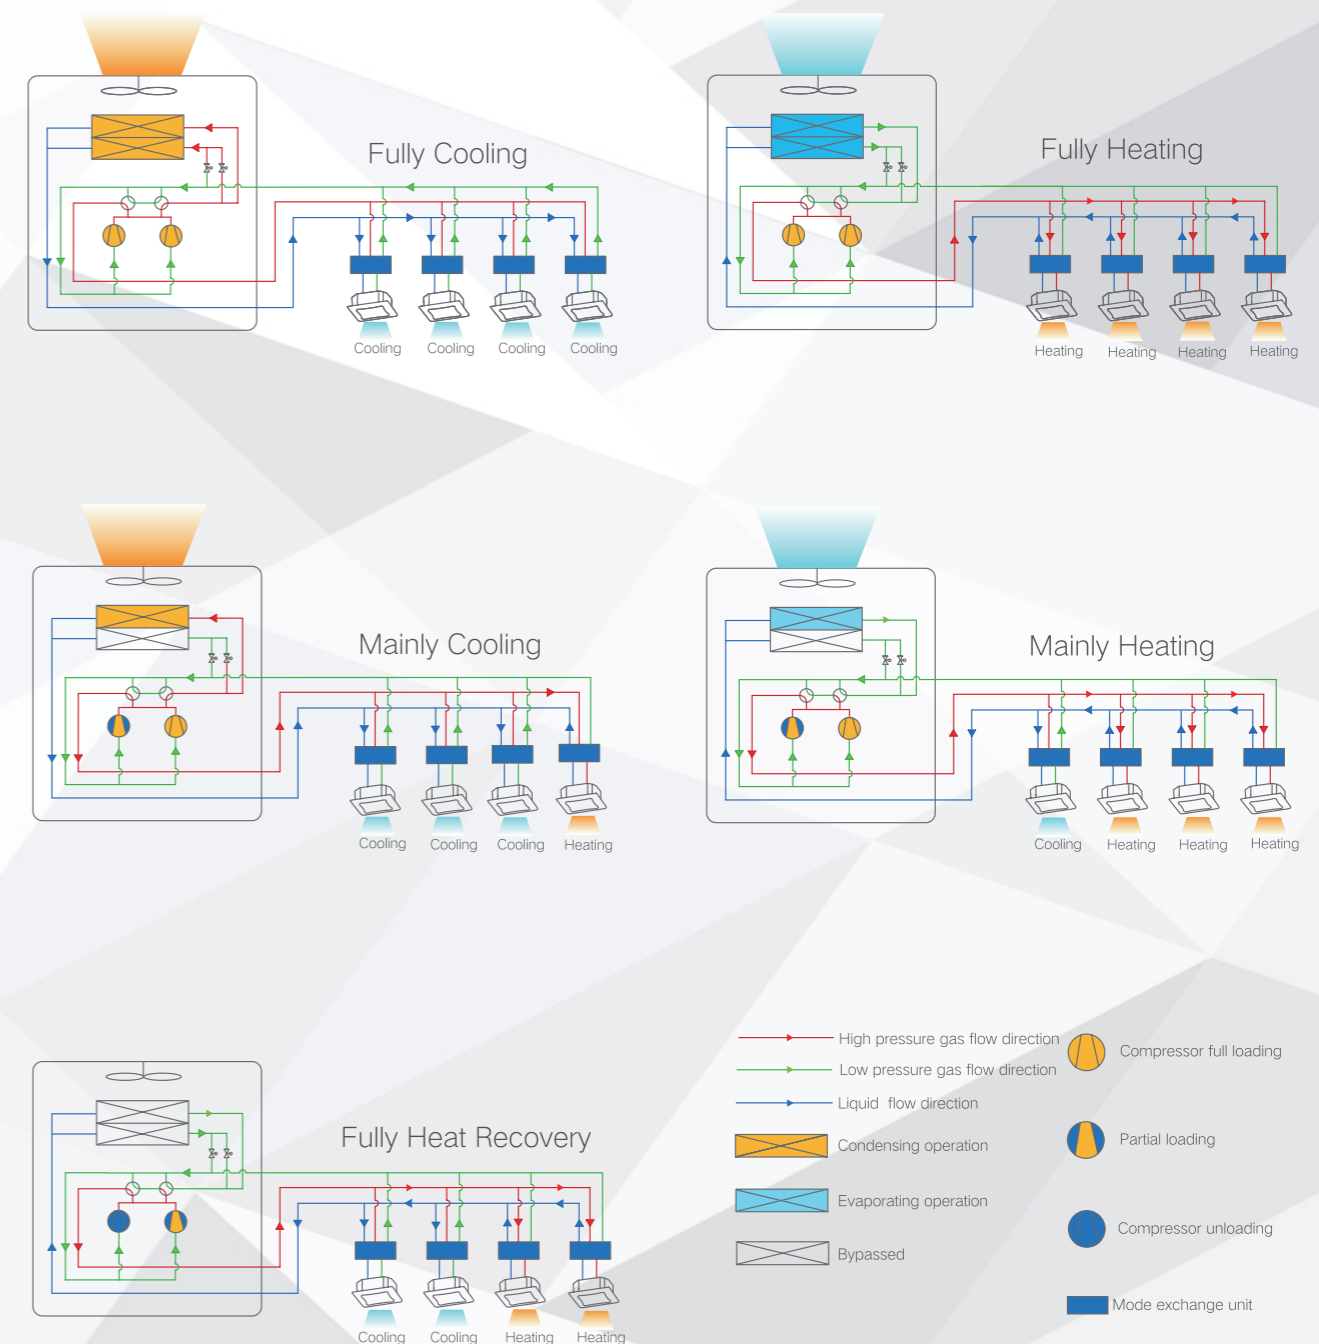 Fully Cooling
Cooling
Cooling
Cooling
Cooling
Fully Heating
Heating
Heating
Heating
Heating
Mainly Cooling
Cooling
Cooling
Cooling
Heating
Mainly Heating
Cooling
Heating
Heating
Heating
Fully Heat Recovery
Cooling
Cooling
Heating
Heating
High pressure gas flow direction
Low pressure gas flow direction
Liquid flow direction
Condensing operation
Evaporating operation
Bypassed
Compressor full loading
Partial loading
Compressor unloading
Mode exchange unit